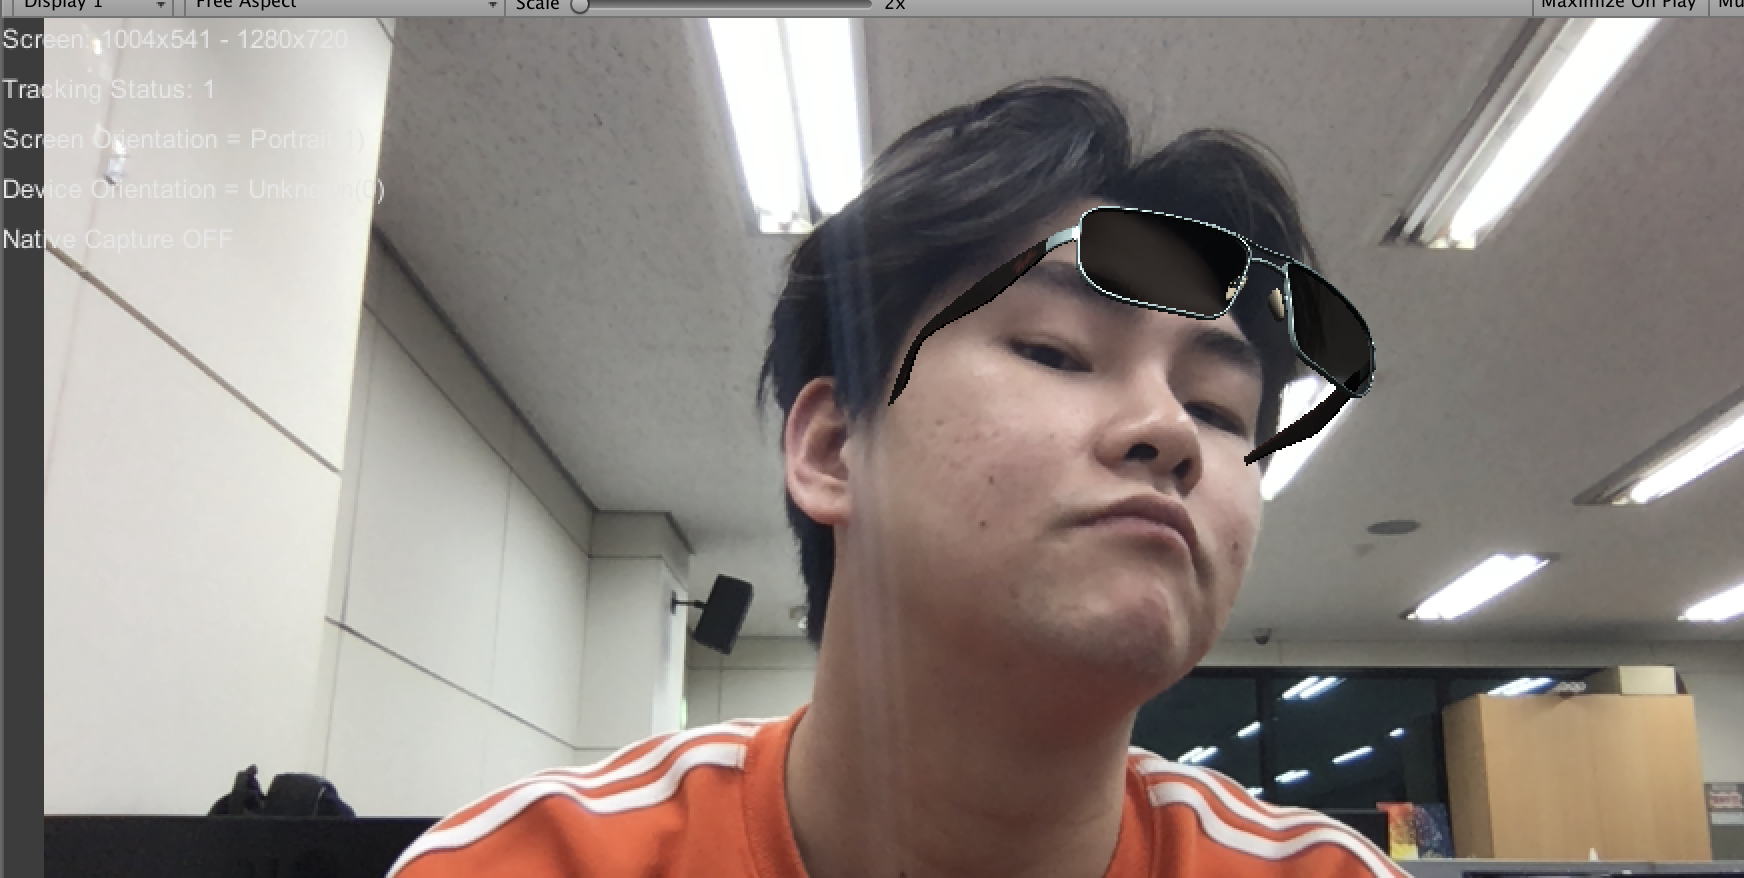 Display 1 Free Aspect Scale 2x Maximize On Play Mu
Screen: 1004x541 - 1280x720
Tracking Status: 1
Screen Orientation = Portrait(1)
Device Orientation = Unknown(0)
Native Capture OFF